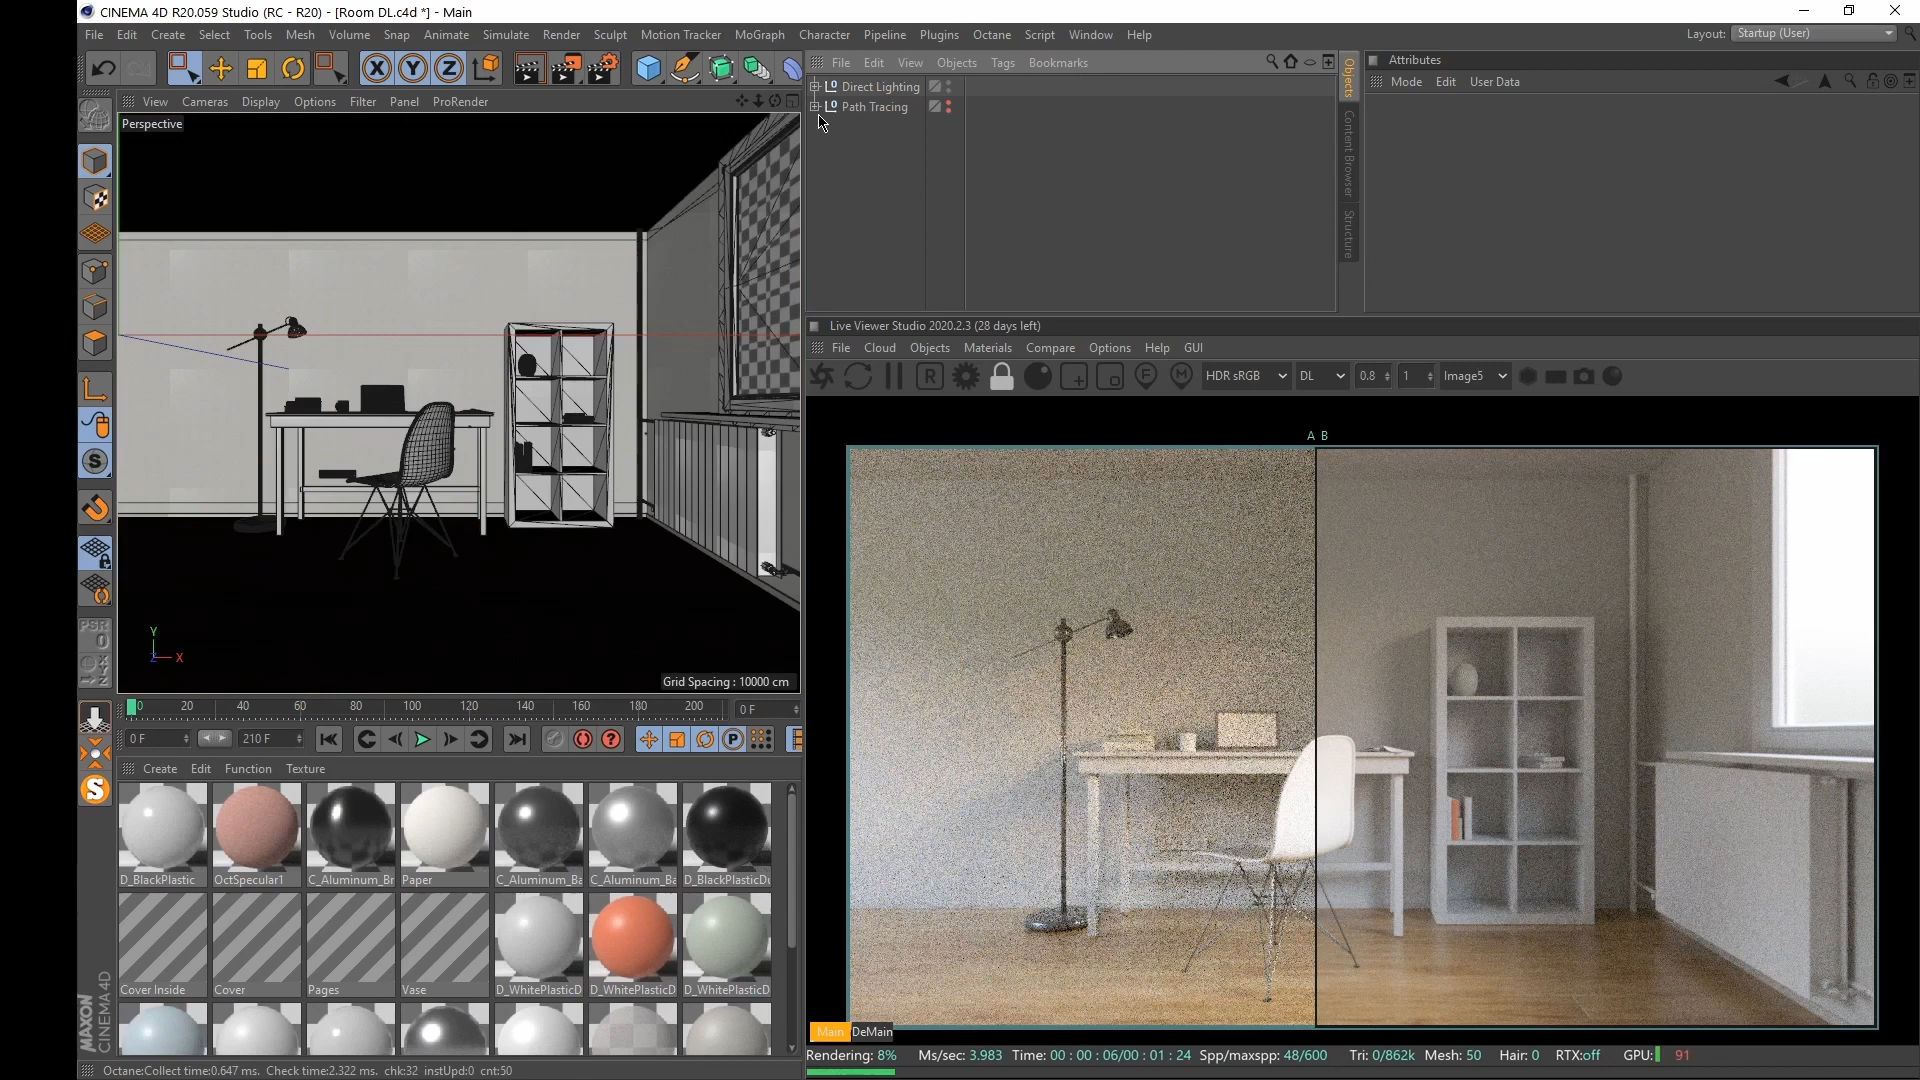 CINEMA 4D R20.059 Studio (RC - R20) - [Room DL.c4d *] - Main
File Edit Create Select Tools Mesh Volume Snap Animate Simulate Render Sculpt Motion Tracker MoGraph Character Pipeline Plugins Octane Script Window Help
Layout: Startup (User)
File Edit View Objects Tags Bookmarks
Attributes
Mode Edit User Data
Direct Lighting
Path Tracing
Objects
Content Browser
Structure
View Cameras Display Options Filter Panel ProRender
Perspective
Y
X
Z
Grid Spacing : 10000 cm
PSR
0
Live Viewer Studio 2020.2.3 (28 days left)
File Cloud Objects Materials Compare Options Help GUI
HDR sRGB DL 0.8 1 Image5
A B
0 20 40 60 80 100 120 140 160 180 200 0 F
0 F 210 F
Create Edit Function Texture
D_BlackPlastic OctSpecular1 C_Aluminum_Br Paper C_Aluminum_Ba C_Aluminum_Ba D_BlackPlasticDu
Cover Inside Cover Pages Vase D_WhitePlasticD D_WhitePlasticD D_WhitePlasticD
MAXON
CINEMA 4D
Main DeMain
Rendering: 8% Ms/sec: 3.983 Time: 00 : 00 : 06/00 : 01 : 24 Spp/maxspp: 48/600 Tri: 0/862k Mesh: 50 Hair: 0 RTX:off GPU: 91
Octane:Collect time:0.647 ms. Check time:2.322 ms. chk:32 instUpd:0 cnt:50